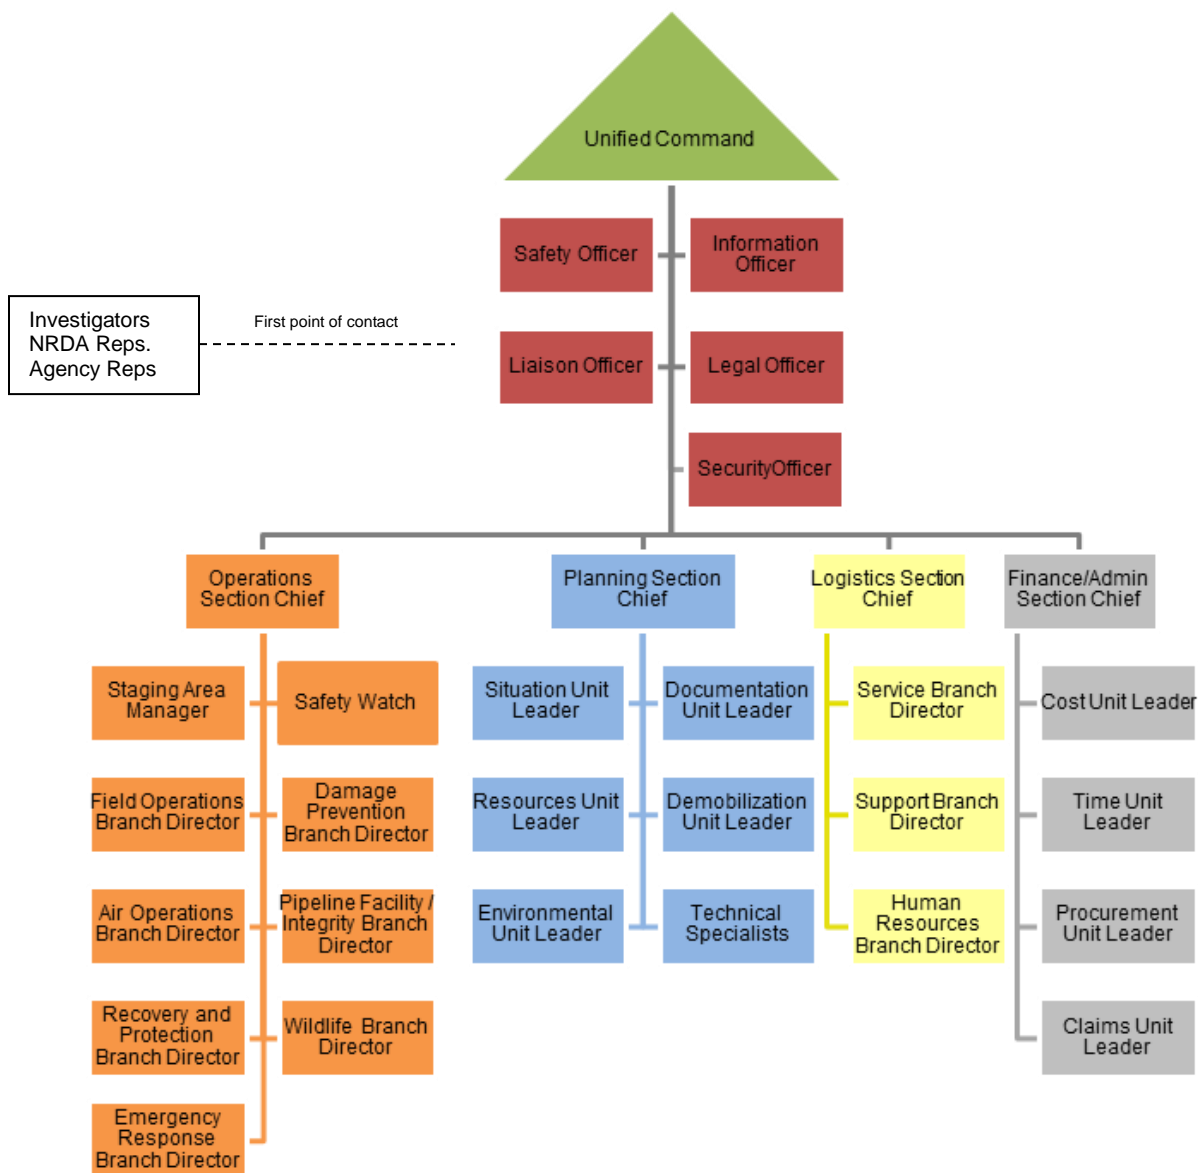 Unified Command
Safety Officer
Information
Officer
Investigators
NRDA Reps.
Agency Reps
First point of contact
Liaison Officer
Legal Officer
SecurityOfficer
Operations
Section Chief
Planning Section
Chief
Logistics Section
Chief
Finance/Admin
Section Chief
Staging Area
Manager
Safety Watch
Situation Unit
Leader
Documentation
Unit Leader
Service Branch
Director
Cost Unit Leader
Field Operations
Branch Director
Damage
Prevention
Branch Director
Resources Unit
Leader
Demobilization
Unit Leader
Support Branch
Director
Time Unit
Leader
Air Operations
Branch Director
Pipeline Facility /
Integrity Branch
Director
Environmental
Unit Leader
Technical
Specialists
Human
Resources
Branch Director
Procurement
Unit Leader
Recovery and
Protection
Branch Director
Wildlife Branch
Director
Claims Unit
Leader
Emergency
Response
Branch Director